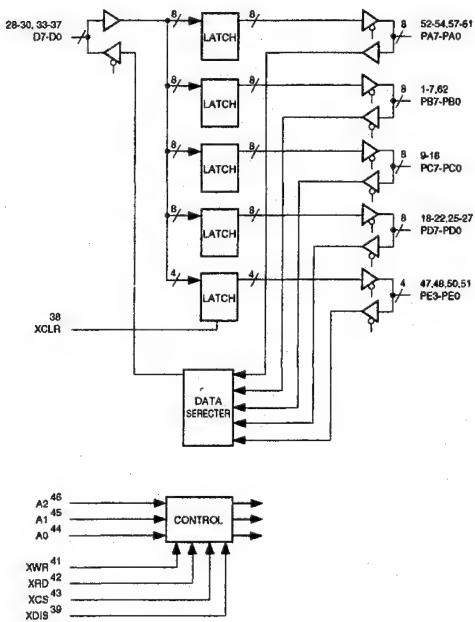 28-30, 33-37
D7-D0
8
8
LATCH
8
52-54,57-61
PA7-PA0
8
8
LATCH
8
1-7,62
PB7-PB0
8
8
LATCH
8
9-16
PC7-PC0
8
8
LATCH
8
18-22,25-27
PD7-PD0
4
4
LATCH
4
47,48,50,51
PE3-PE0
38
XCLR
DATA
SERECTER
A2 46
A1 45
A0 44
CONTROL
XWR 41
XRD 42
XCS 43
XDIS 39